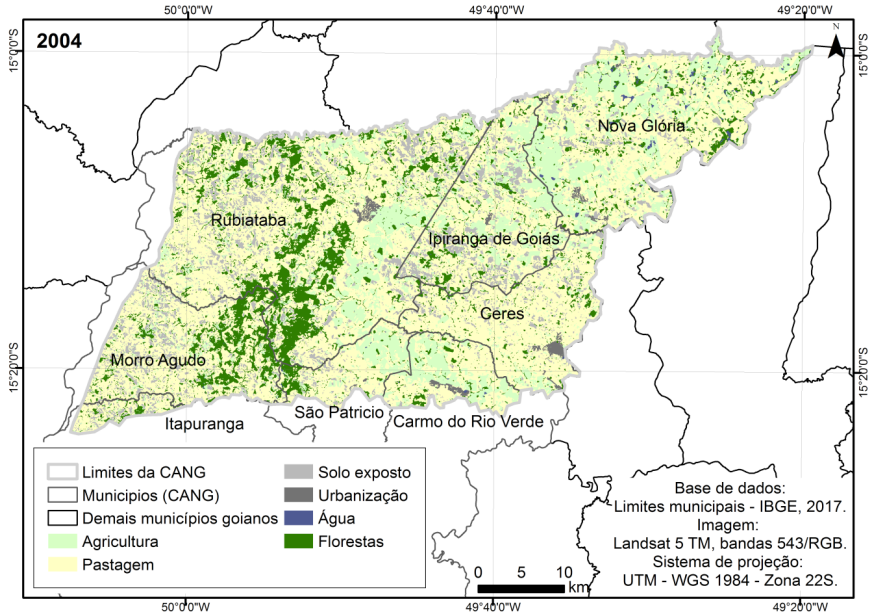 50°00'0"W 49°40'0"W 49°20'0"W
2004
N
15°0'0"S 15°0'0"S
Nova Glória
Rubiataba
Ipiranga de Goiás
Ceres
Morro Agudo
15°20'0"S 15°20'0"S
São Patricio
Itapuranga
Carmo do Rio Verde
Limites da CANG
Municipios (CANG)
Demais municípios goianos
Agricultura
Pastagem
Solo exposto
Urbanização
Água
Florestas
Base de dados:
Limites municipais - IBGE, 2017.
Imagem:
Landsat 5 TM, bandas 543/RGB.
Sistema de projeção:
UTM - WGS 1984 - Zona 22S.
0 5 10
km
50°00'0"W 49°40'0"W 49°20'0"W